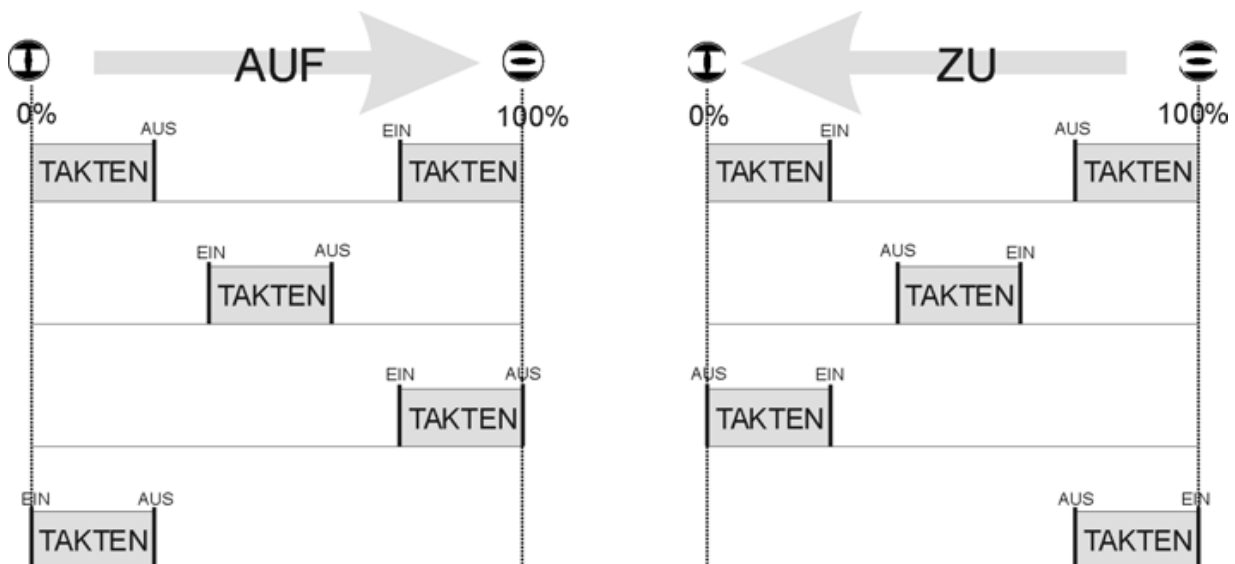 AUF ZU
0% 100% 0% 100%
AUS EIN EIN AUS
TAKTEN TAKTEN TAKTEN TAKTEN
EIN AUS AUS EIN
TAKTEN TAKTEN
EIN AUS AUS EIN
TAKTEN TAKTEN
EIN AUS AUS EIN
TAKTEN TAKTEN